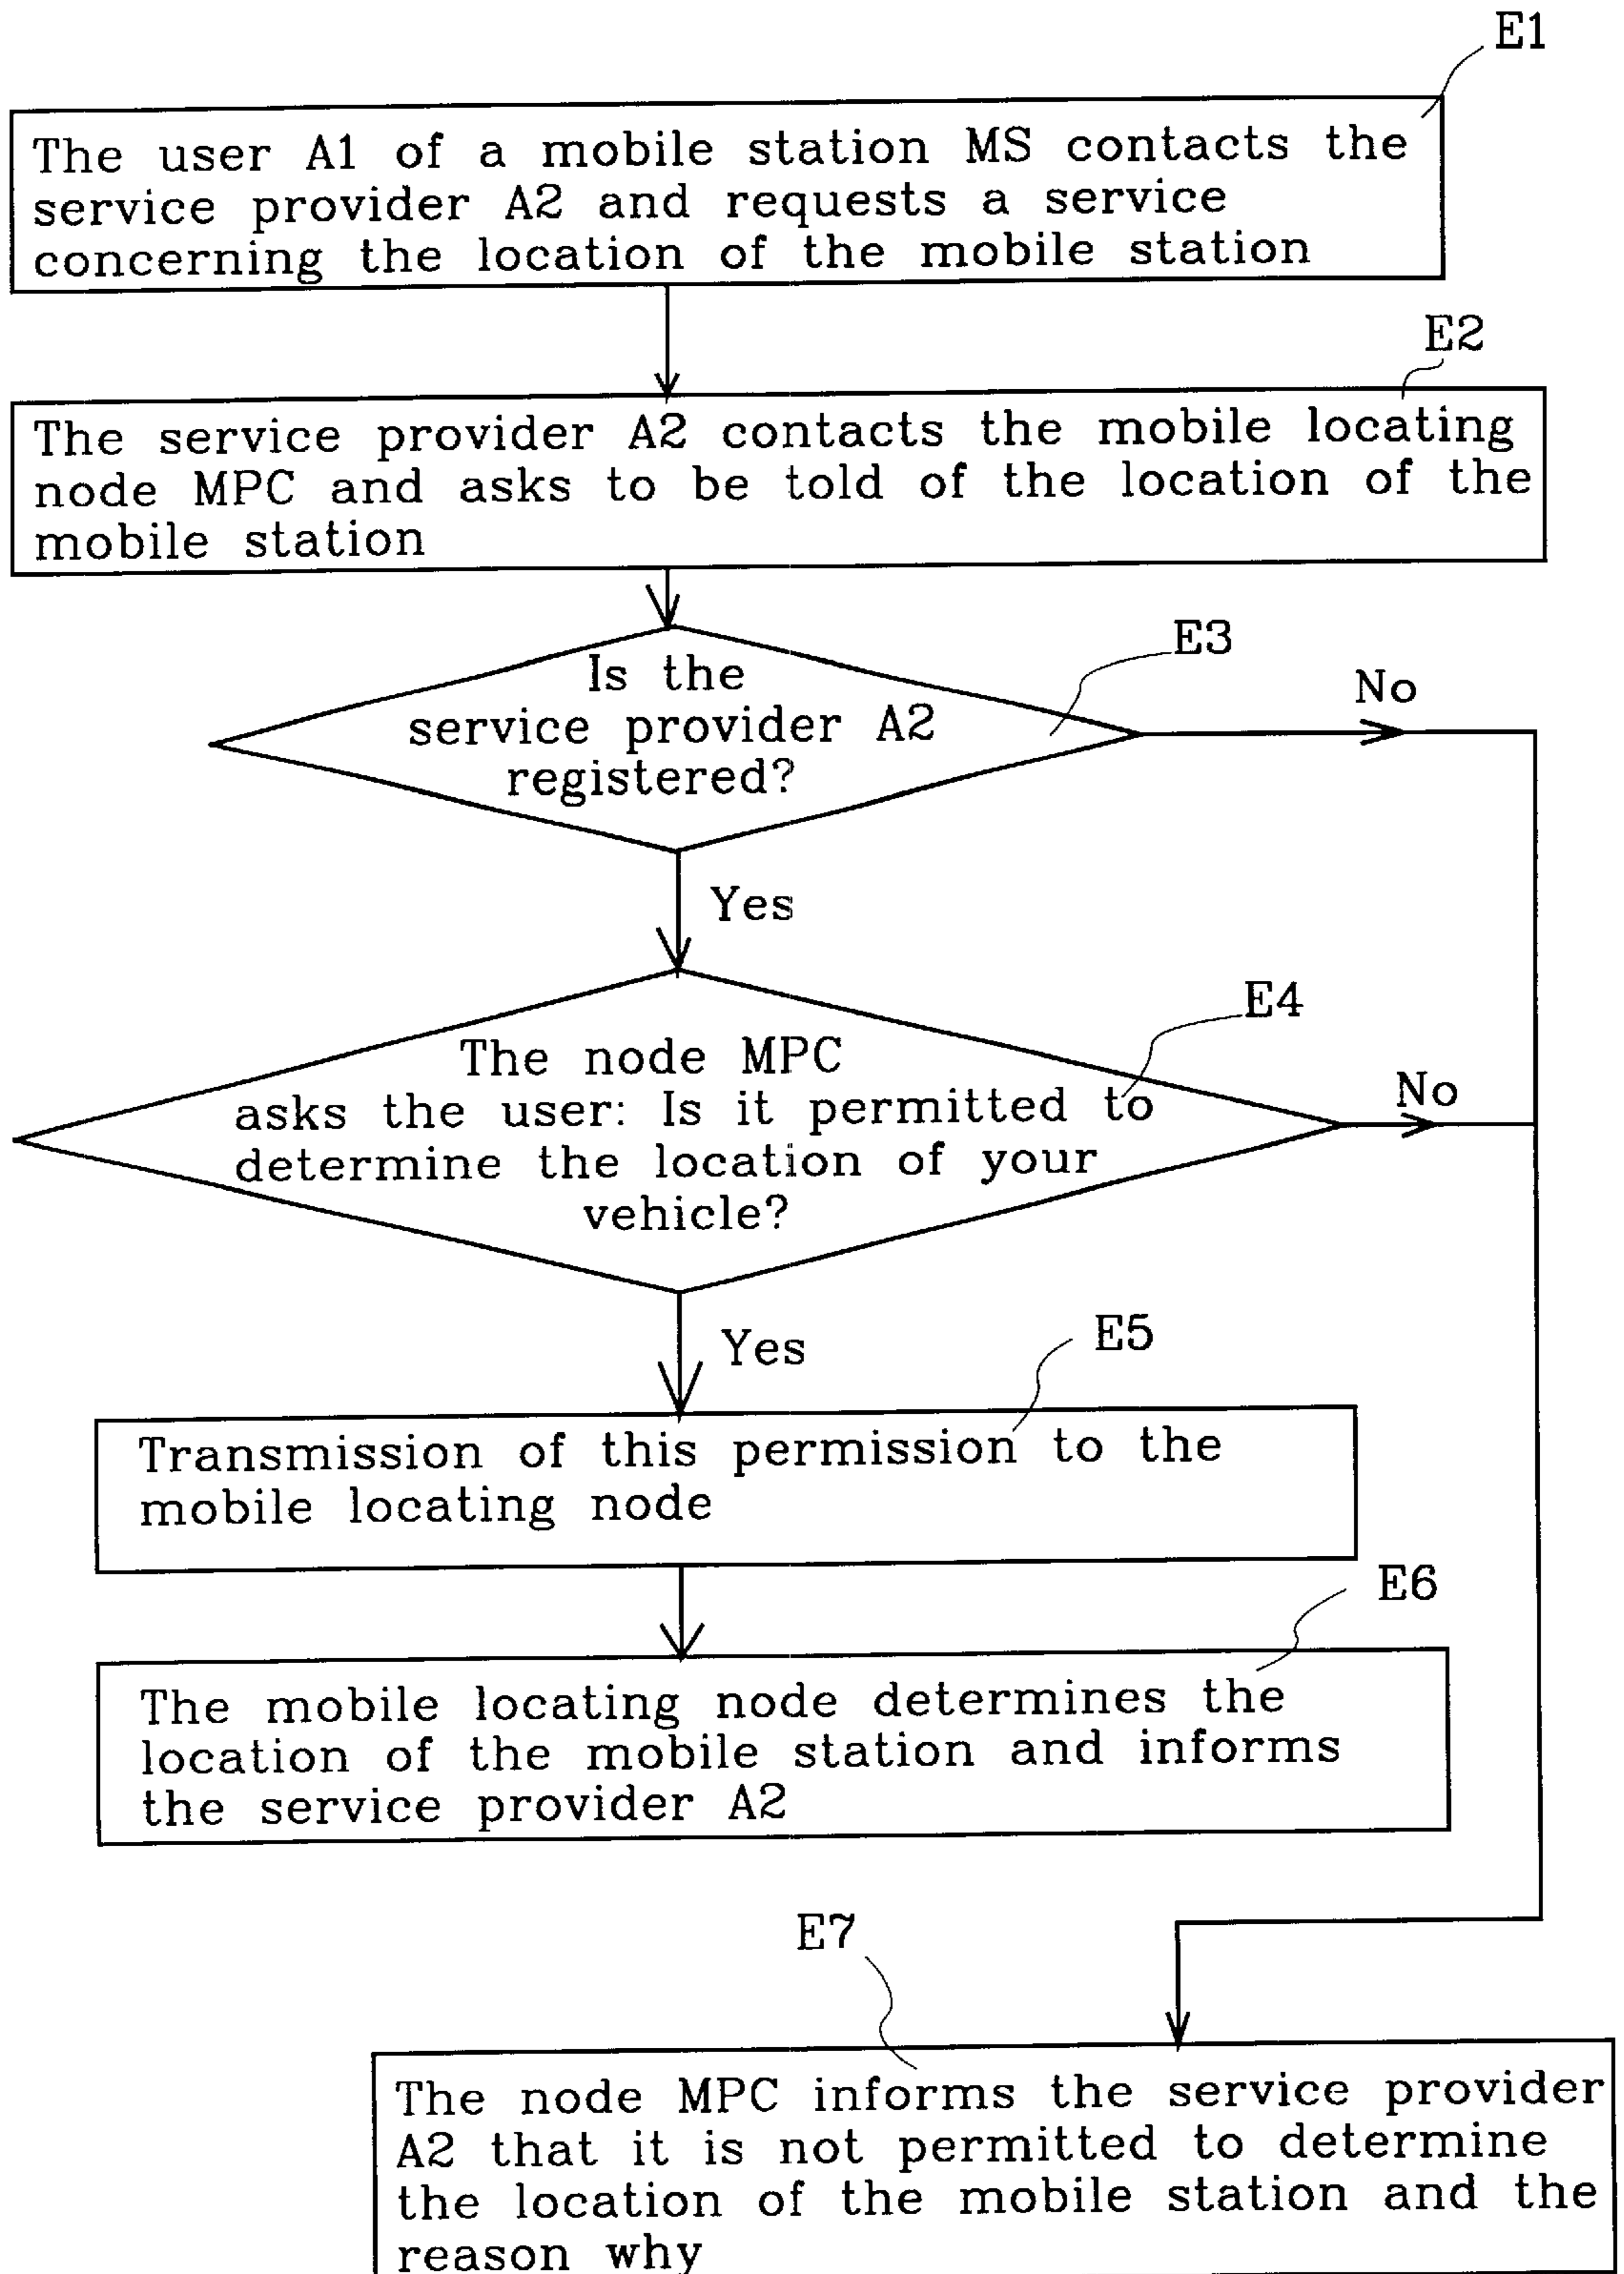 E1
The user A1 of a mobile station MS contacts the
service provider A2 and requests a service
concerning the location of the mobile station
E2
The service provider A2 contacts the mobile locating
node MPC and asks to be told of the location of the
mobile station
E3
Is the
service provider A2
registered?
No
Yes
E4
The node MPC
asks the user: Is it permitted to
determine the location of your
vehicle?
No
Yes
E5
Transmission of this permission to the
mobile locating node
E6
The mobile locating node determines the
location of the mobile station and informs
the service provider A2
E7
The node MPC informs the service provider
A2 that it is not permitted to determine
the location of the mobile station and the
reason why